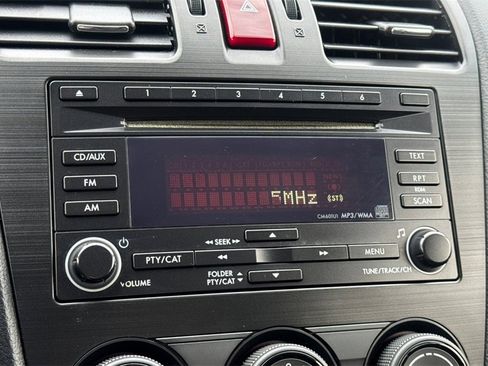 1 2 3 4 5 6
CD/AUX
TEXT
FM
RPT
RDM
AM
5MHz (ST)
SCAN
CM601U1 MP3/WMA
SEEK
PTY/CAT
MENU
VOLUME
FOLDER
PTY/CAT
TUNE/TRACK/CH